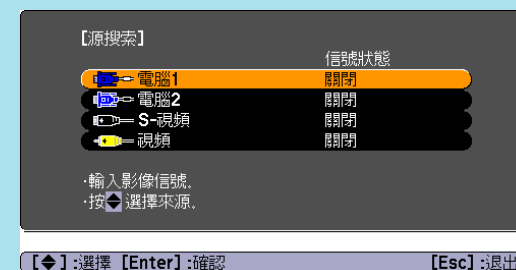 【源搜索】
信號狀態
電腦1 關閉
電腦2 關閉
S-視頻 關閉
視頻 關閉
·輸入影像信號。
·按 選擇來源。
[◆]:選擇 [Enter]:確認 [Esc]:退出